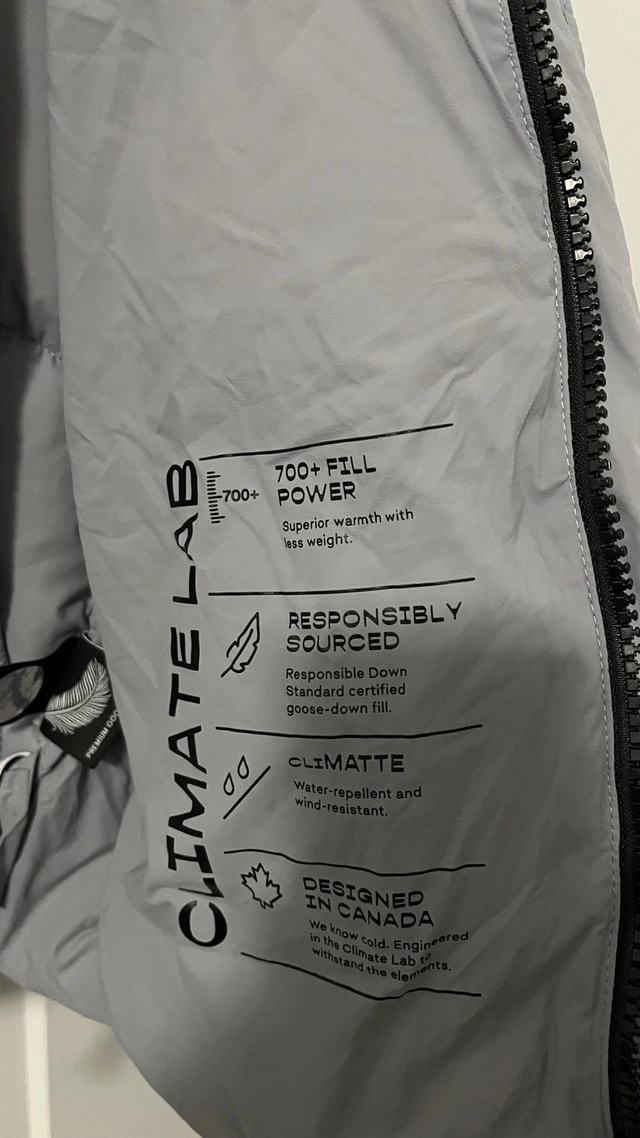 CLIMATE LAB
700+
700+ FILL
POWER
Superior warmth with
less weight.
RESPONSIBLY
SOURCED
Responsible Down
Standard certified
goose-down fill.
CLIMATTE
Water-repellent and
wind-resistant.
DESIGNED
IN CANADA
We know cold. Engineered
in the Climate Lab to
withstand the elements.
PREMIUM